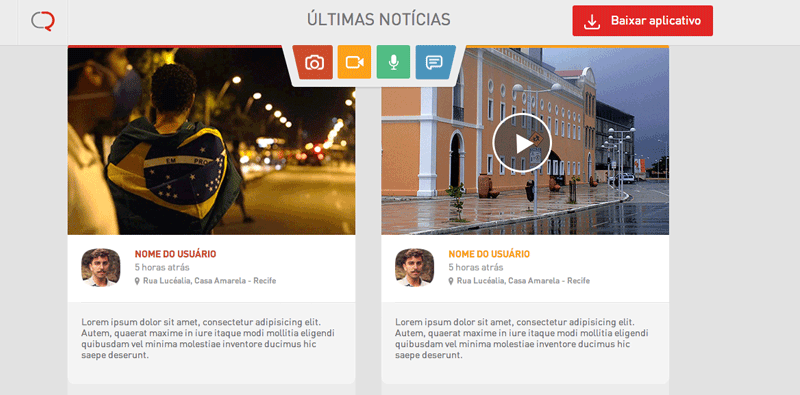 ÚLTIMAS NOTÍCIAS
Baixar aplicativo
EM PROG
NOME DO USUÁRIO
5 horas atrás
Rua Lucéalia, Casa Amarela - Recife
Lorem ipsum dolor sit amet, consectetur adipisicing elit.
Autem, quaerat maxime in iure itaque modi mollitia eligendi
quibusdam vel minima molestiae inventore ducimus hic
saepe deserunt.
NOME DO USUÁRIO
5 horas atrás
Rua Lucéalia, Casa Amarela - Recife
Lorem ipsum dolor sit amet, consectetur adipisicing elit.
Autem, quaerat maxime in iure itaque modi mollitia eligendi
quibusdam vel minima molestiae inventore ducimus hic
saepe deserunt.